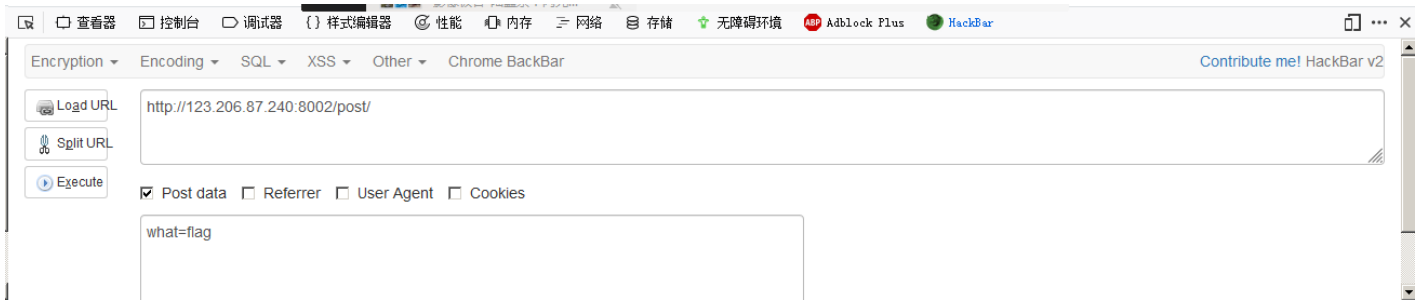 查看器 控制台 调试器 {} 样式编辑器 性能 内存 网络 存储 无障碍环境 ABP Adblock Plus HackBar
Encryption Encoding SQL XSS Other Chrome BackBar Contribute me! HackBar v2
Load URL http://123.206.87.240:8002/post/
Split URL
Execute
Post data Referrer User Agent Cookies
what=flag